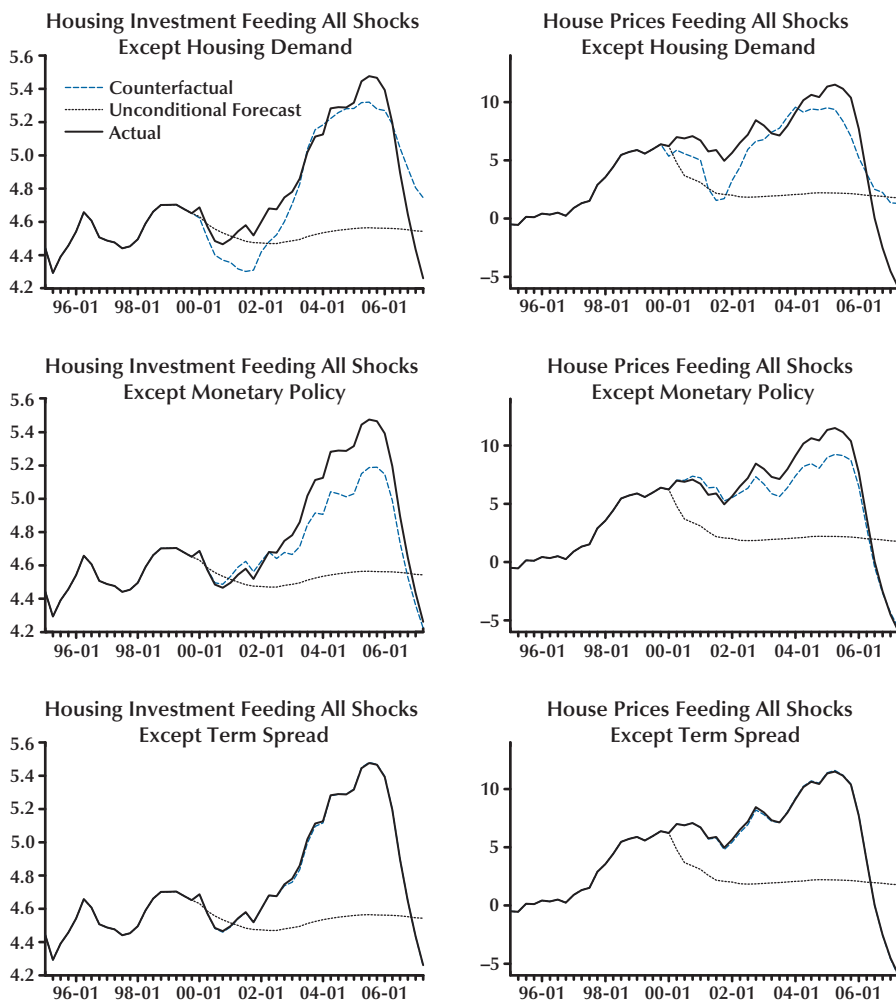 Housing Investment Feeding All Shocks
Except Housing Demand
5.6
5.4
5.2
5.0
4.8
4.6
4.4
4.2
Counterfactual
Unconditional Forecast
Actual
96-01 98-01 00-01 02-01 04-01 06-01
House Prices Feeding All Shocks
Except Housing Demand
10
5
0
–5
96-01 98-01 00-01 02-01 04-01 06-01
Housing Investment Feeding All Shocks
Except Monetary Policy
5.6
5.4
5.2
5.0
4.8
4.6
4.4
4.2
96-01 98-01 00-01 02-01 04-01 06-01
House Prices Feeding All Shocks
Except Monetary Policy
10
5
0
–5
96-01 98-01 00-01 02-01 04-01 06-01
Housing Investment Feeding All Shocks
Except Term Spread
5.6
5.4
5.2
5.0
4.8
4.6
4.4
4.2
96-01 98-01 00-01 02-01 04-01 06-01
House Prices Feeding All Shocks
Except Term Spread
10
5
0
–5
96-01 98-01 00-01 02-01 04-01 06-01